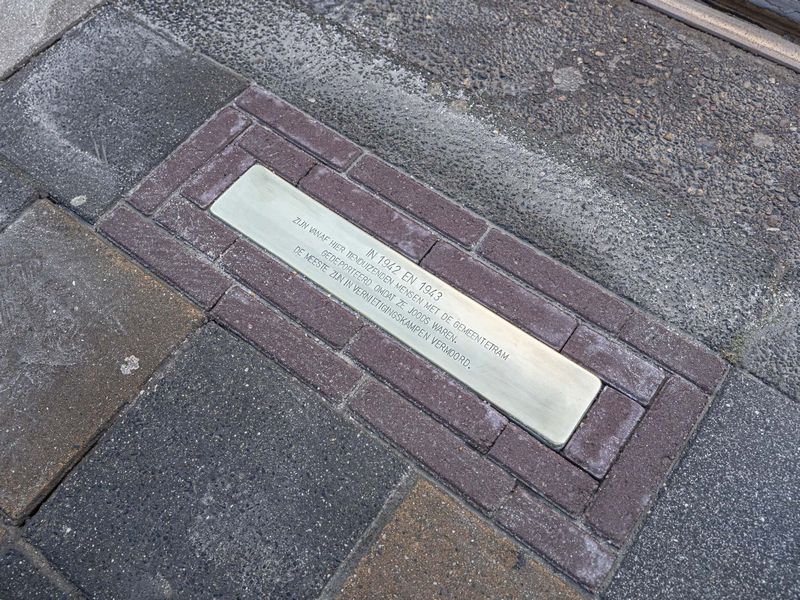 IN 1942 EN 1943
ZIJN VANAF HIER TIENDUIZENDEN MENSEN MET DE GEMEENTETRAM
GEDEPORTEERD OMDAT ZE JOODS WAREN.
DE MEESTE ZIJN IN VERNIETIGINGSKAMPEN VERMOORD.